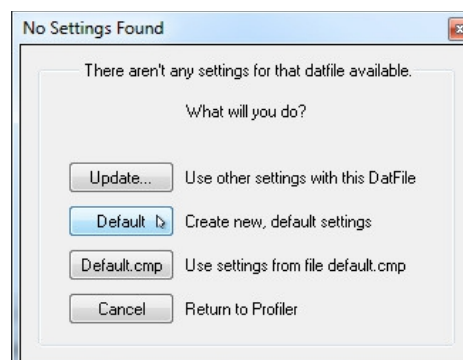 No Settings Found
There aren't any settings for that datfile available.
What will you do?
Update... Use other settings with this DatFile
Default Create new, default settings
Default.cmp Use settings from file default.cmp
Cancel Return to Profiler